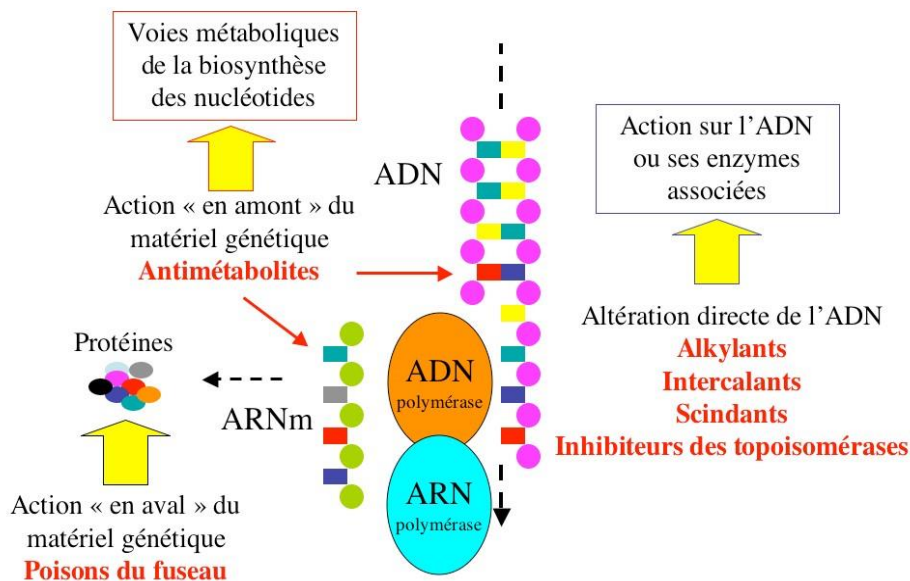 Voies métaboliques
de la biosynthèse
des nucléotides
Action « en amont » du
matériel génétique
Antimétabolites
ADN
Action sur l’ADN
ou ses enzymes
associées
Altération directe de l’ADN
Alkylants
Intercalants
Scindants
Inhibiteurs des topoisomérases
Protéines
ARNm
ADN
polymérase
ARN
polymérase
Action « en aval » du
matériel génétique
Poisons du fuseau